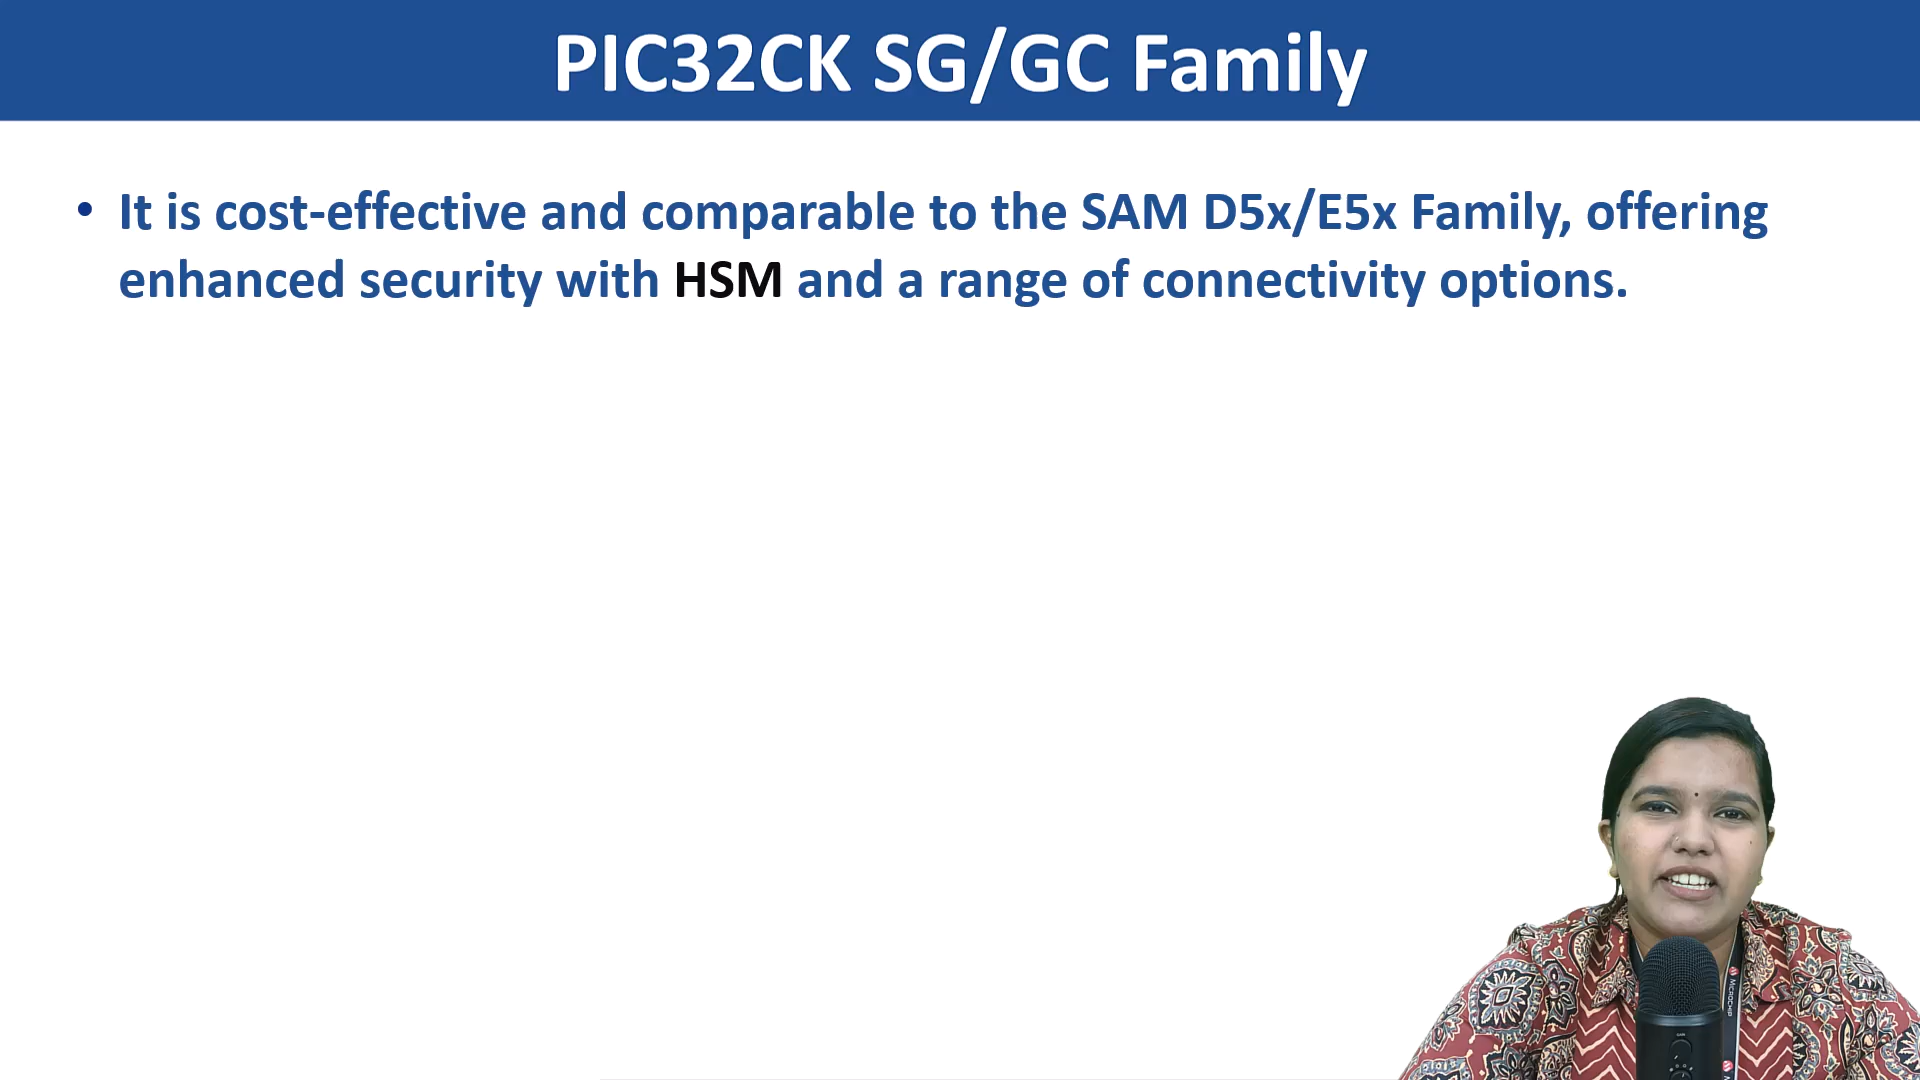 PIC32CK SG/GC Family
• It is cost-effective and comparable to the SAM D5x/E5x Family, offering
enhanced security with HSM and a range of connectivity options.
MICROCHIP